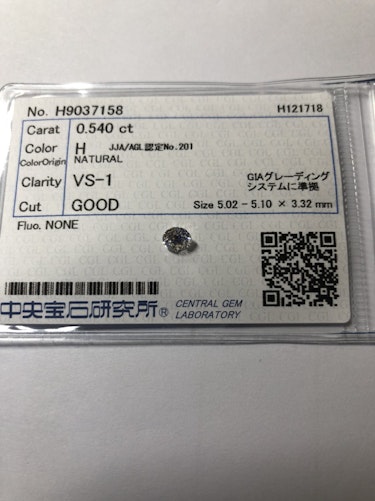 No. H9037158 H121718
Carat 0.540 ct
Color H JJA/AGL認定No.201
ColorOrigin NATURAL
Clarity VS-1 GIAグレーディング
システムに準拠
Cut GOOD Size 5.02 - 5.10 × 3.32 mm
Fluo. NONE
中央宝石研究所® CENTRAL GEM
LABORATORY